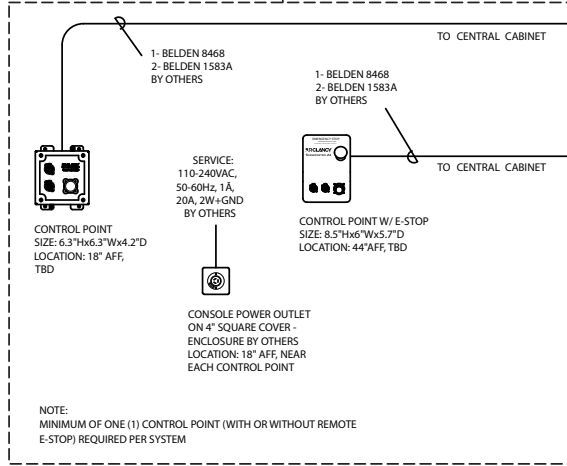 TO CENTRAL CABINET
1- BELDEN 8468
2- BELDEN 1583A
BY OTHERS
1- BELDEN 8468
2- BELDEN 1583A
BY OTHERS
SERVICE:
110-240VAC,
50-60Hz, 1Ă,
20A, 2W+GND
BY OTHERS
EMERGENCY STOP
CLANCY
TO CENTRAL CABINET
CONTROL POINT
SIZE: 6.3"Hx6.3"Wx4.2"D
LOCATION: 18" AFF,
TBD
CONTROL POINT W/ E-STOP
SIZE: 8.5"Hx6"Wx5.7"D
LOCATION: 44"AFF, TBD
CONSOLE POWER OUTLET
ON 4" SQUARE COVER -
ENCLOSURE BY OTHERS
LOCATION: 18" AFF, NEAR
EACH CONTROL POINT
NOTE:
MINIMUM OF ONE (1) CONTROL POINT (WITH OR WITHOUT REMOTE
E-STOP) REQUIRED PER SYSTEM